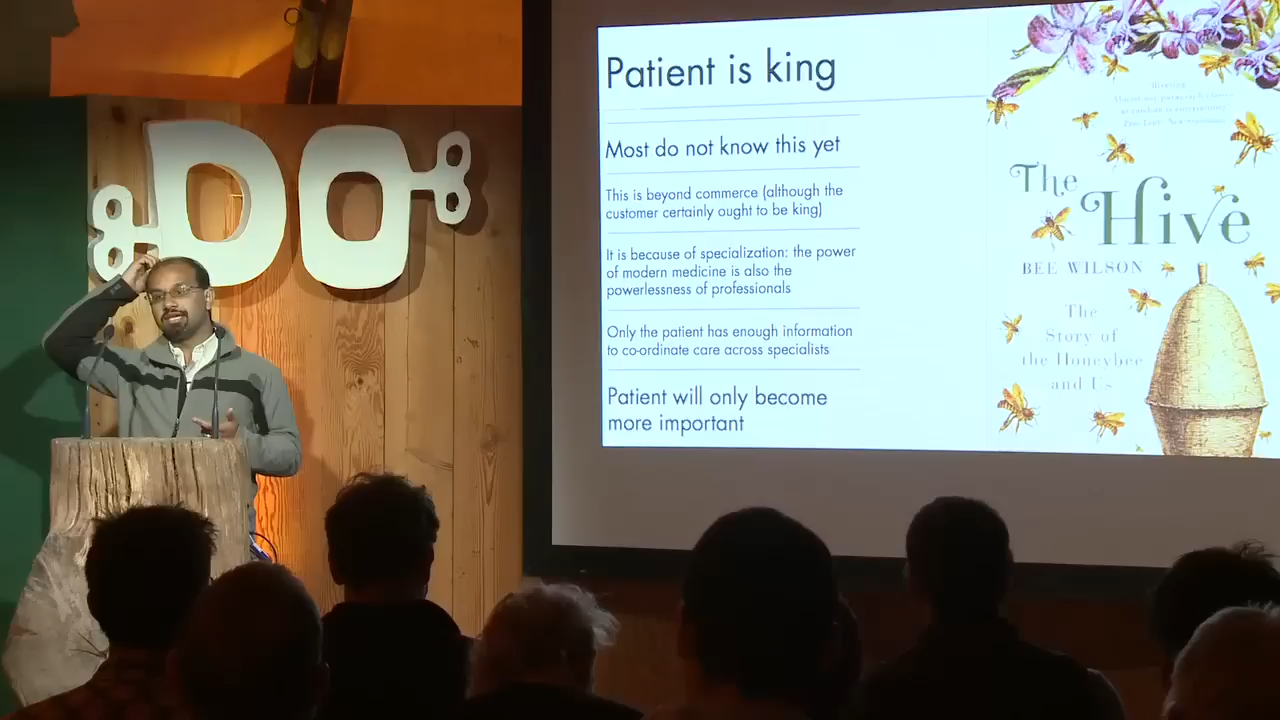 DO
Patient is king
Most do not know this yet
This is beyond commerce (although the
customer certainly ought to be king)
It is because of specialization: the power
of modern medicine is also the
powerlessness of professionals
Only the patient has enough information
to co-ordinate care across specialists
Patient will only become
more important
The
Hive
BEE WILSON
The
Story of
the Honeybee
and Us